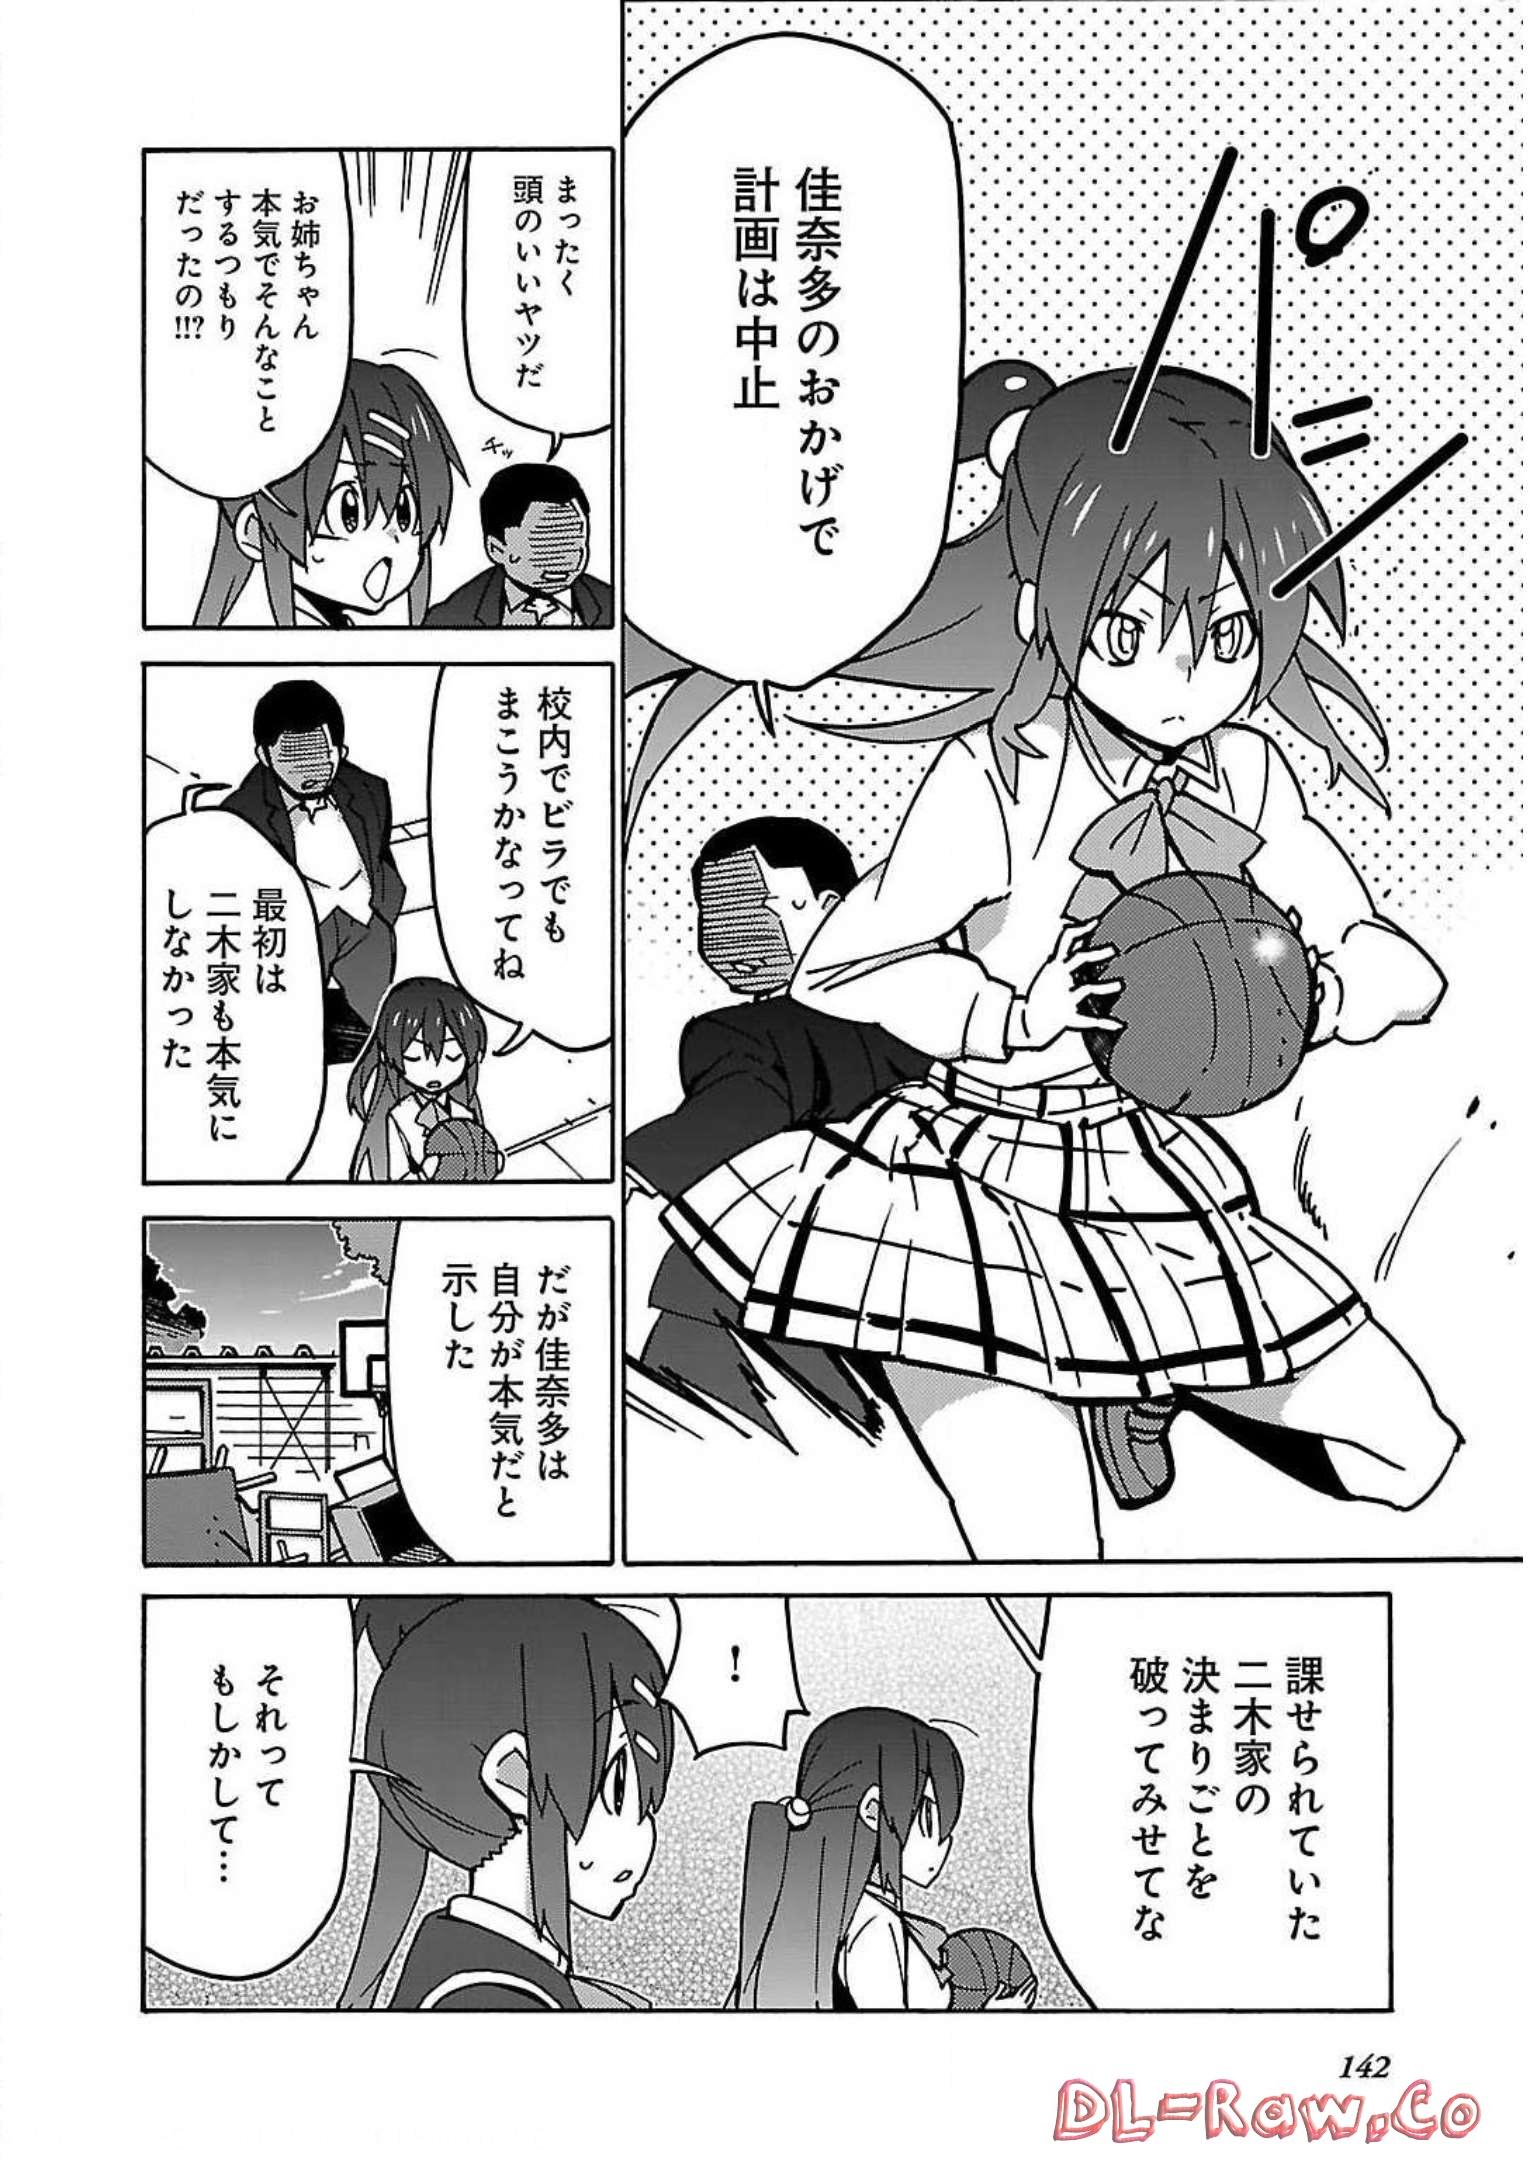 バッ
佳奈多のおかげで
計画は中止
まったく
頭のいいヤツだ
チッ
お姉ちゃん
本気でそんなこと
するつもり
だったの!!?
校内でビラでも
まこうかなってね
最初は
二木家も本気に
しなかった
だが佳奈多は
自分が本気だと
示した
課せられていた
二木家の
決まりごとを
破ってみせてな
!
それって
もしかして…
142
DL-Raw.Co